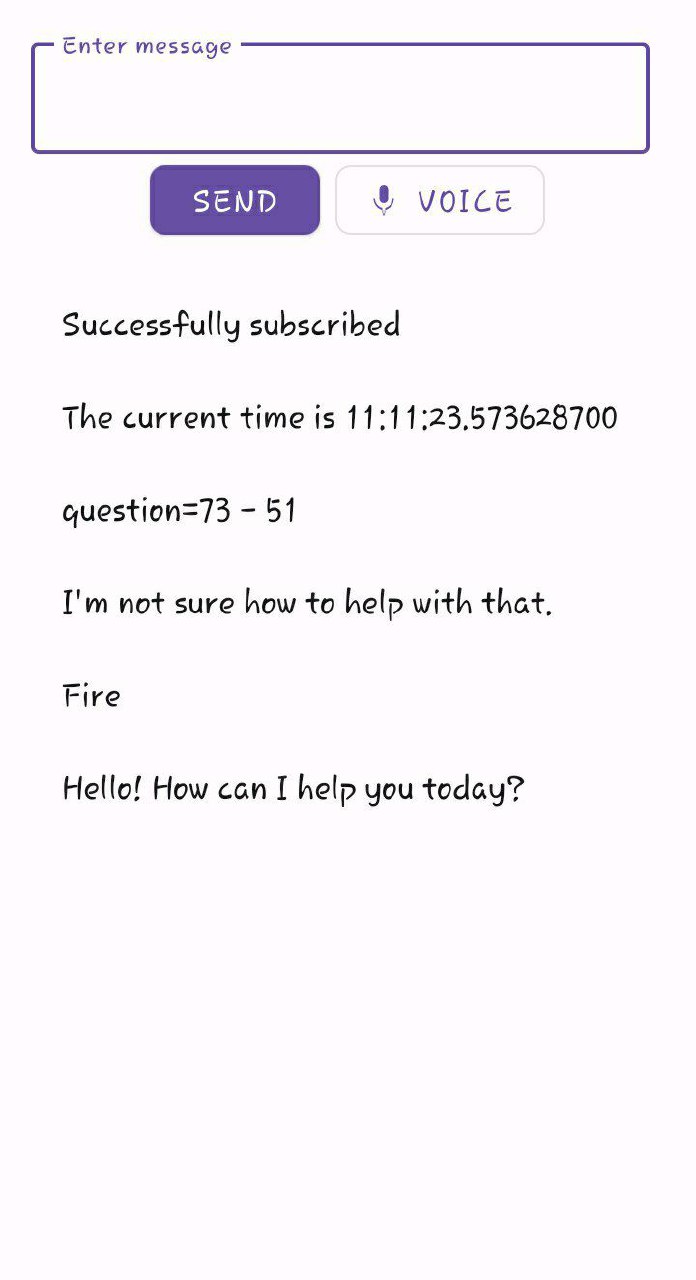 Enter message
SEND VOICE
Successfully subscribed
The current time is 11:11:23.573628700
question=73 - 51
I'm not sure how to help with that.
Fire
Hello! How can I help you today?